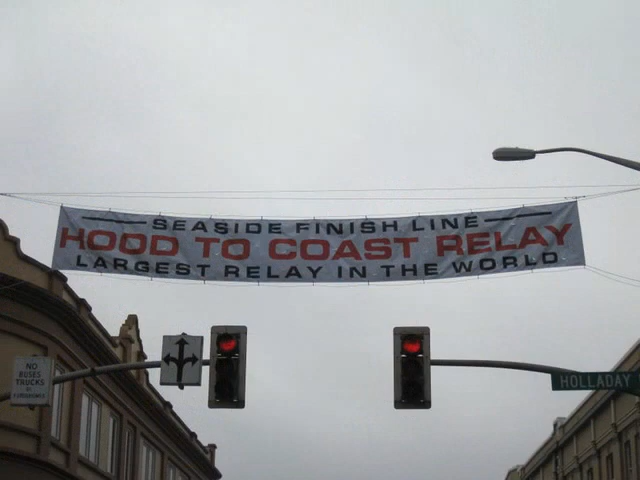 SEASIDE FINISH LINE
HOOD TO COAST RELAY
LARGEST RELAY IN THE WORLD
NO
BUSES
TRUCKS
HOLLADAY